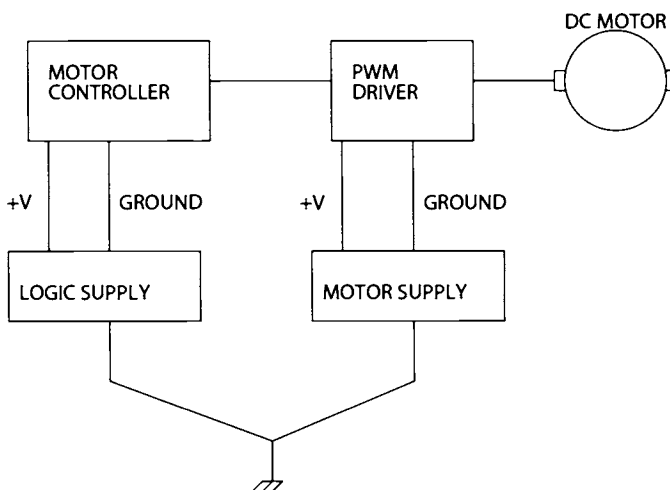 DC MOTOR
MOTOR
CONTROLLER
PWM
DRIVER
+V
GROUND
+V
GROUND
LOGIC SUPPLY
MOTOR SUPPLY